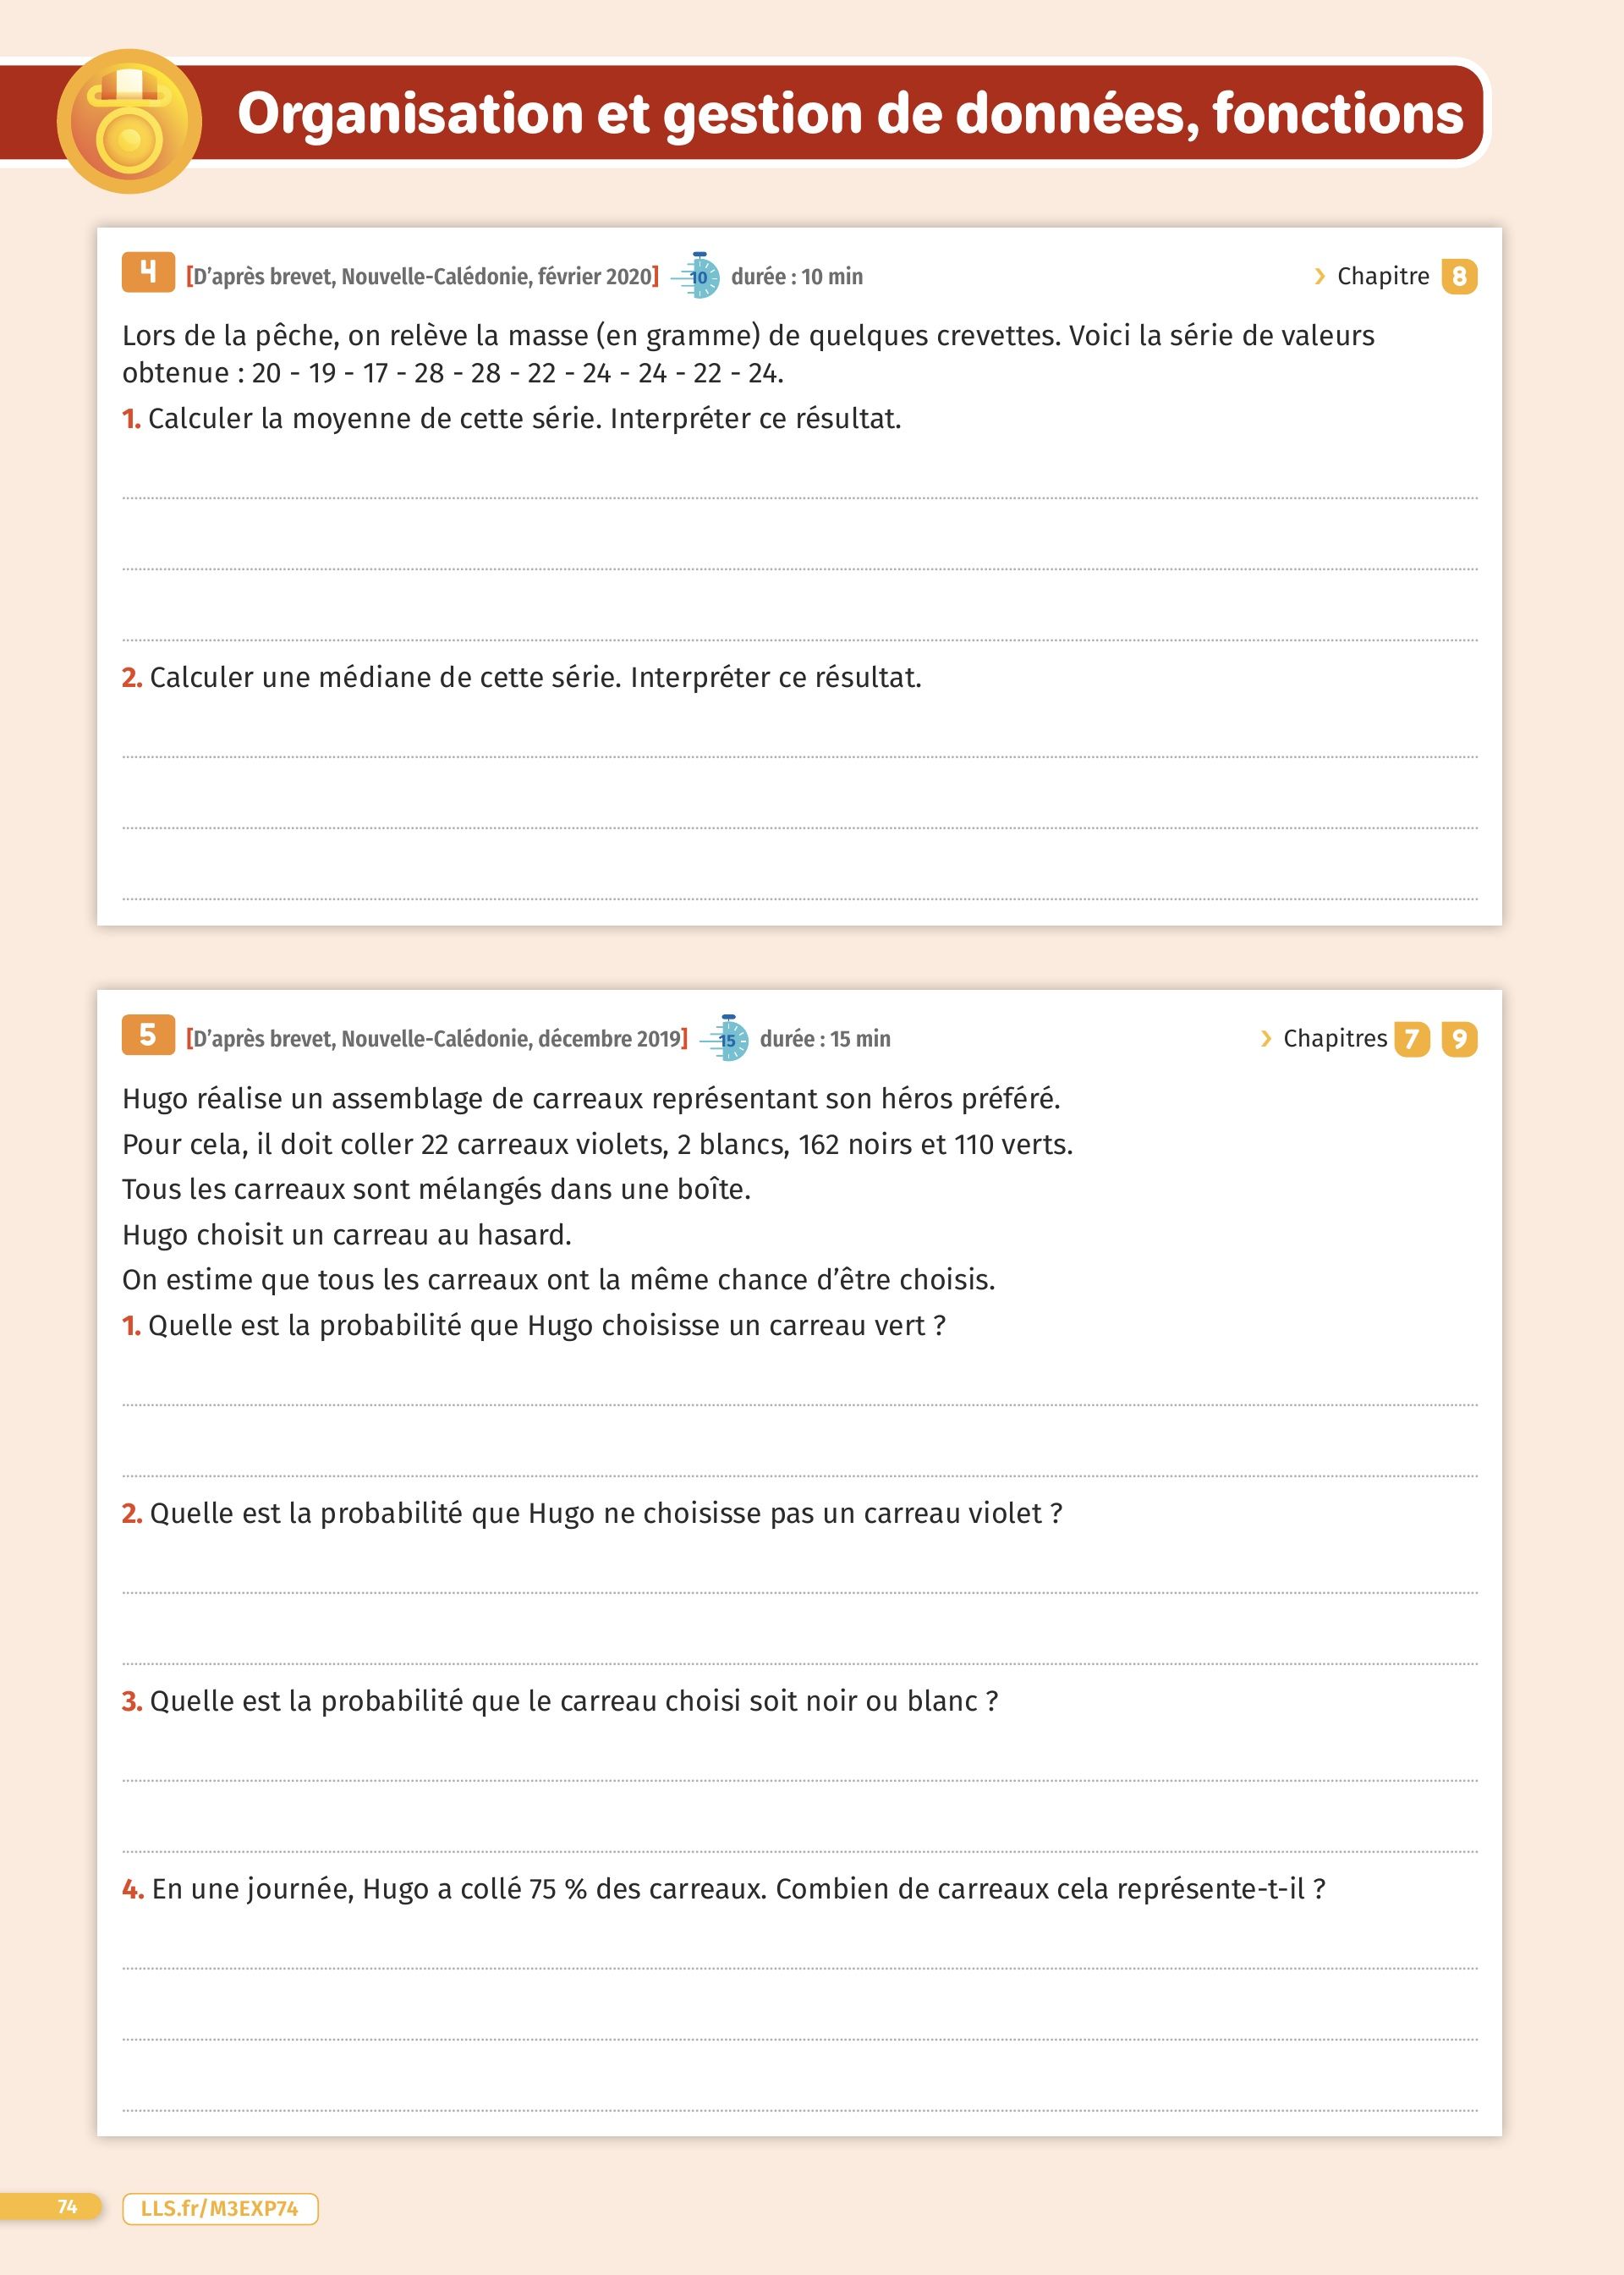 Organisation et gestion de données, fonctions
4 [D’après brevet, Nouvelle-Calédonie, février 2020] 10 durée : 10 min › Chapitre 8
Lors de la pêche, on relève la masse (en gramme) de quelques crevettes. Voici la série de valeurs
obtenue : 20 - 19 - 17 - 28 - 28 - 22 - 24 - 24 - 22 - 24.
1. Calculer la moyenne de cette série. Interpréter ce résultat.
2. Calculer une médiane de cette série. Interpréter ce résultat.
5 [D’après brevet, Nouvelle-Calédonie, décembre 2019] 15 durée : 15 min › Chapitres 7 9
Hugo réalise un assemblage de carreaux représentant son héros préféré.
Pour cela, il doit coller 22 carreaux violets, 2 blancs, 162 noirs et 110 verts.
Tous les carreaux sont mélangés dans une boîte.
Hugo choisit un carreau au hasard.
On estime que tous les carreaux ont la même chance d’être choisis.
1. Quelle est la probabilité que Hugo choisisse un carreau vert ?
2. Quelle est la probabilité que Hugo ne choisisse pas un carreau violet ?
3. Quelle est la probabilité que le carreau choisi soit noir ou blanc ?
4. En une journée, Hugo a collé 75 % des carreaux. Combien de carreaux cela représente-t-il ?
74 LLS.fr/M3EXP74